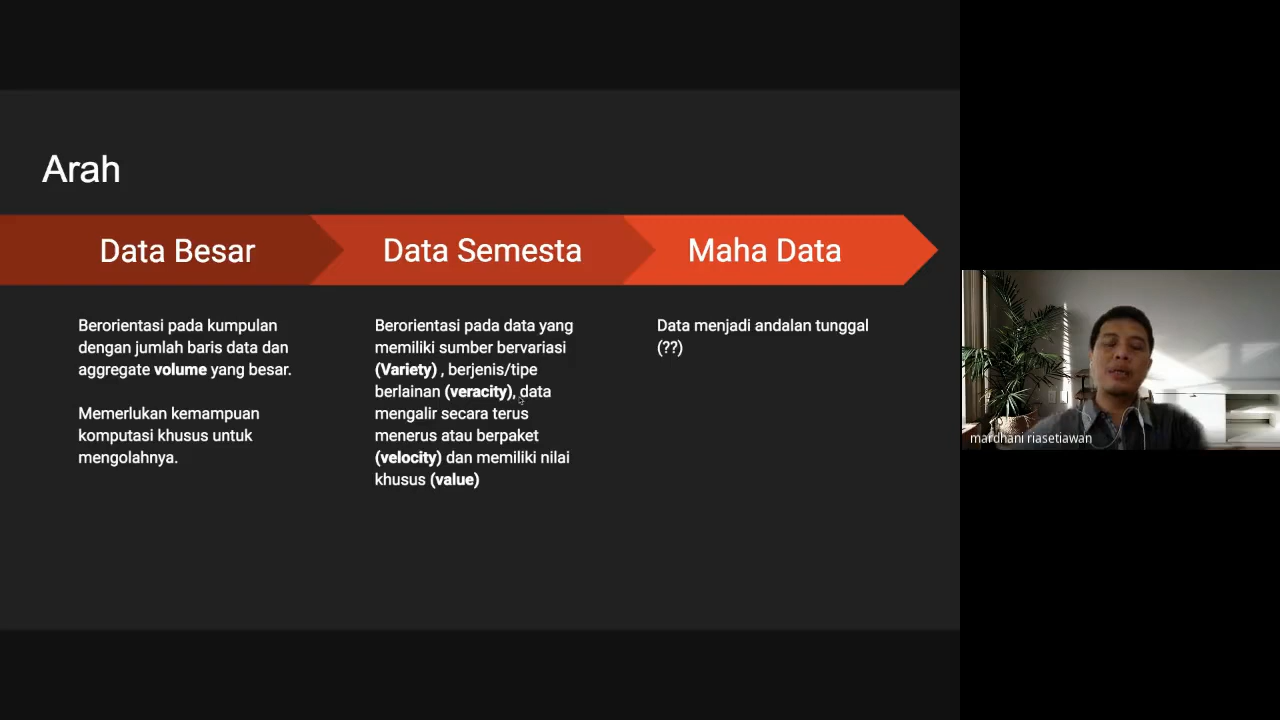 Arah
Data Besar
Data Semesta
Maha Data
Berorientasi pada kumpulan
dengan jumlah baris data dan
aggregate volume yang besar.
Memerlukan kemampuan
komputasi khusus untuk
mengolahnya.
Berorientasi pada data yang
memiliki sumber bervariasi
(Variety) , berjenis/tipe
berlainan (veracity), data
mengalir secara terus
menerus atau berpaket
(velocity) dan memiliki nilai
khusus (value)
Data menjadi andalan tunggal
(??)
mardhani riasetiawan